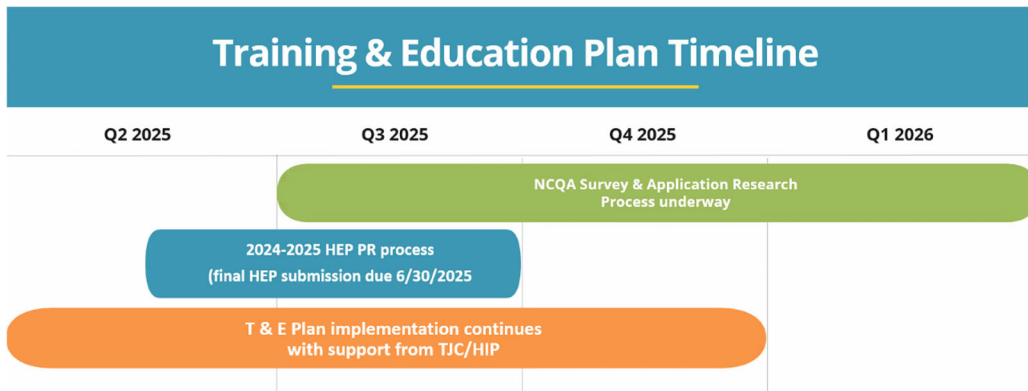 Training & Education Plan Timeline
Q2 2025
Q3 2025
Q4 2025
Q1 2026
NCQA Survey & Application Research
Process underway
2024-2025 HEP PR process
(final HEP submission due 6/30/2025
T & E Plan implementation continues
with support from TJC/HIP